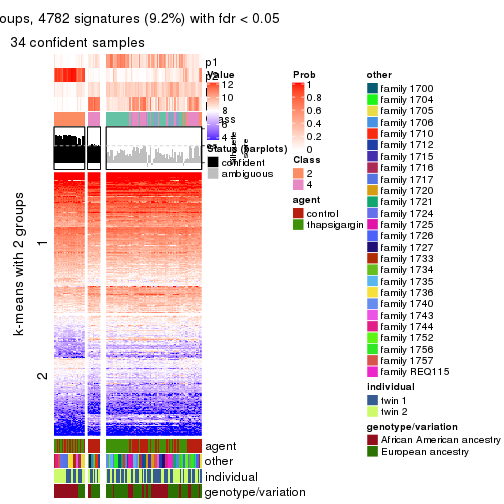 oups, 4782 signatures (9.2%) with fdr < 0.05
34 confident samples
p1
p2
Value
12
10
8
6
4
Status (barplots)
confident
ambiguous
Prob
1
0.8
0.6
0.4
0.2
0
Class
2
4
agent
control
thapsigargin
other
family 1700
family 1704
family 1705
family 1706
family 1710
family 1712
family 1715
family 1716
family 1717
family 1720
family 1721
family 1724
family 1725
family 1726
family 1727
family 1733
family 1734
family 1735
family 1736
family 1740
family 1743
family 1744
family 1752
family 1756
family 1757
family REQ115
individual
twin 1
twin 2
genotype/variation
African American ancestry
European ancestry
k-means with 2 groups
1
2
agent
other
individual
genotype/variation